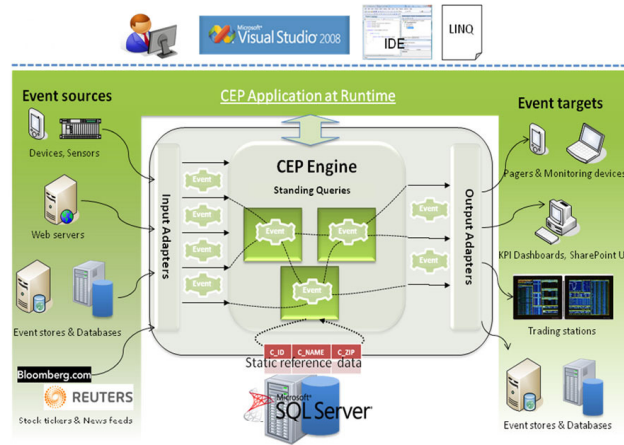 Microsoft
Visual Studio 2008
IDE
LINQ
Event sources
CEP Application at Runtime
Event targets
Devices, Sensors
Web servers
Event stores & Databases
Bloomberg.com
REUTERS
Stock tickers & News feeds
Input Adapters
Event
Event
Event
Event
CEP Engine
Standing Queries
Event
Event
Event
Event
Event
Output Adapters
C_ID C_NAME C_ZIP
Static reference data
Microsoft
SQL Server
Pagers & Monitoring devices
KPI Dashboards, SharePoint U
Trading stations
Event stores & Databases